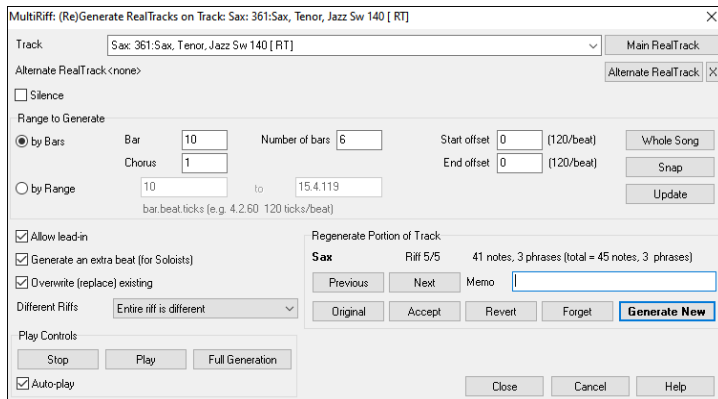 MultiRiff: (Re)Generate RealTracks on Track: Sax: 361:Sax, Tenor, Jazz Sw 140 [ RT]
Track Sax: 361:Sax, Tenor, Jazz Sw 140 [ RT] Main RealTrack
Alternate RealTrack <none> Alternate RealTrack X
Silence
Range to Generate
by Bars Bar 10 Number of bars 6 Start offset 0 (120/beat) Whole Song
Chorus 1 End offset 0 (120/beat) Snap
by Range 10 to 15.4.119 Update
bar.beat.ticks (e.g. 4.2.60 120 ticks/beat)
Allow lead-in Regenerate Portion of Track
Generate an extra beat (for Soloists) Sax Riff 5/5 41 notes, 3 phrases (total = 45 notes, 3 phrases)
Overwrite (replace) existing Previous Next Memo
Different Riffs Entire riff is different Original Accept Revert Forget Generate New
Play Controls
Stop Play Full Generation
Auto-play Close Cancel Help